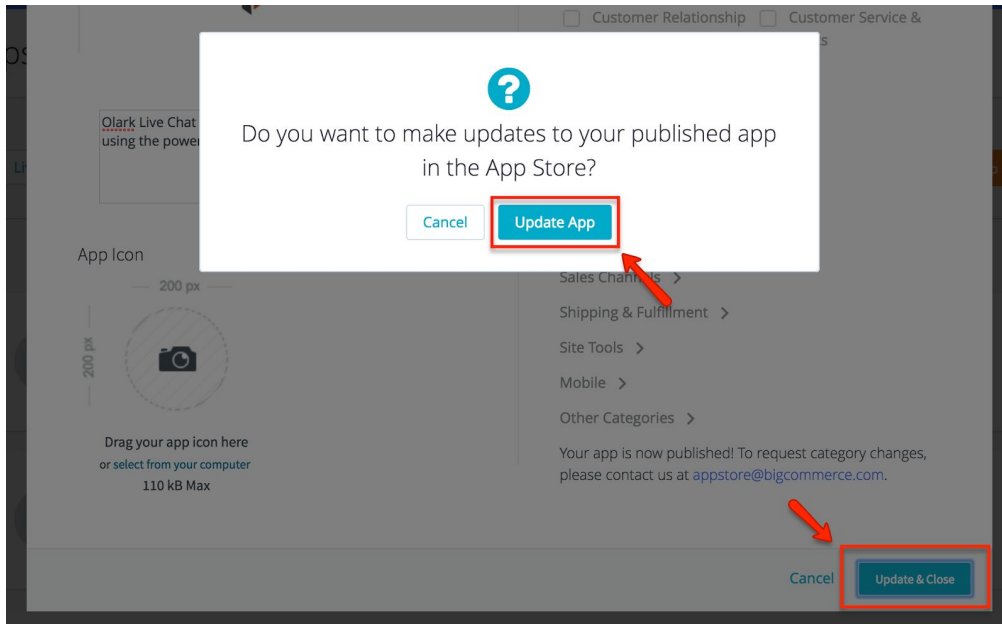 Customer Relationship
Customer Service &
Olark Live Chat
using the power
Do you want to make updates to your published app
in the App Store?
Cancel
Update App
App Icon
200 px
200 px
Drag your app icon here
or select from your computer
110 kB Max
Sales Channels >
Shipping & Fulfillment >
Site Tools >
Mobile >
Other Categories >
Your app is now published! To request category changes,
please contact us at appstore@bigcommerce.com.
Cancel
Update & Close